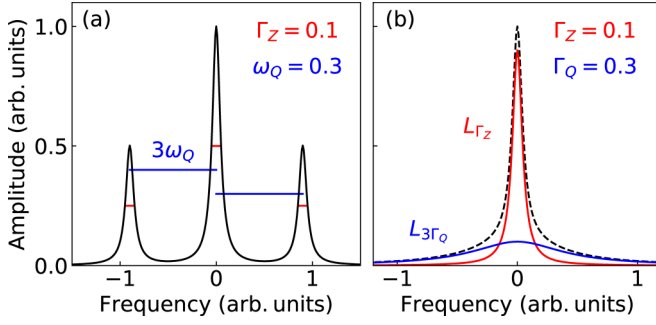 (a)
Γ_Z = 0.1
ω_Q = 0.3
3ω_Q
Amplitude (arb. units)
1.0
0.5
0.0
−1
0
1
Frequency (arb. units)
(b)
Γ_Z = 0.1
Γ_Q = 0.3
L_{Γ_Z}
L_{3Γ_Q}
−1
0
1
Frequency (arb. units)